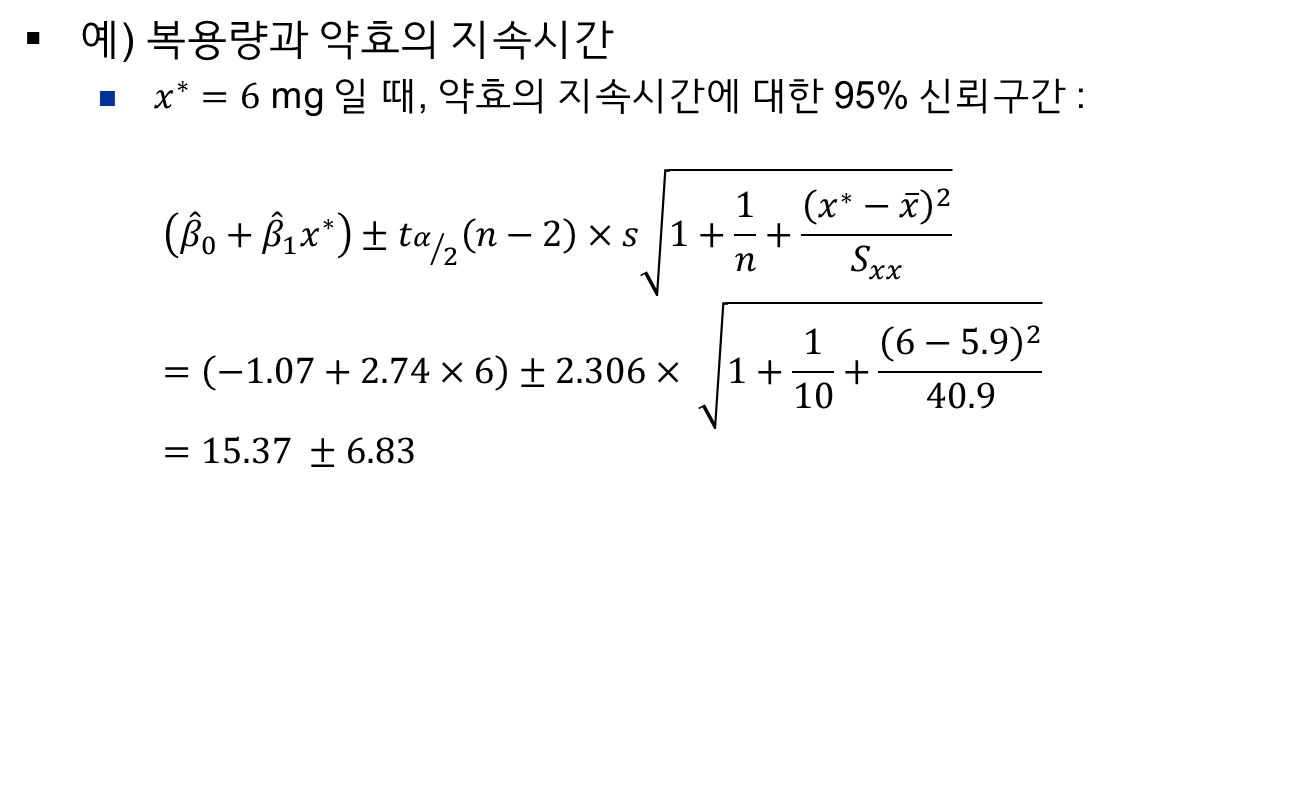 ▪ 예) 복용량과 약효의 지속시간
▪ x* = 6 mg 일 때, 약효의 지속시간에 대한 95% 신뢰구간 :
(β̂₀ + β̂₁x*) ± t_{α/2}(n − 2) × s √(1 + 1/n + (x* − x̄)²/S_{xx})
= (−1.07 + 2.74 × 6) ± 2.306 × √(1 + 1/10 + (6 − 5.9)²/40.9)
= 15.37 ± 6.83